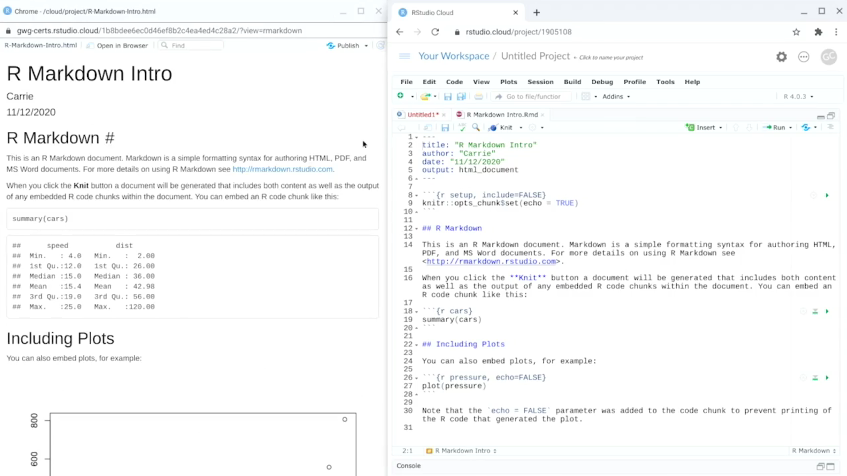 Chrome - /cloud/project/R-Markdown-Intro.html
gwg-certs.rstudio.cloud/1b8bdee6ec0d46ef8b2c4ea4ed4c28a2/?view=rmarkdown
R-Markdown-Intro.html Open in Browser Find Publish
R Markdown Intro
Carrie
11/12/2020
R Markdown #
This is an R Markdown document. Markdown is a simple formatting syntax for authoring HTML, PDF, and
MS Word documents. For more details on using R Markdown see http://rmarkdown.rstudio.com.
When you click the Knit button a document will be generated that includes both content as well as the output
of any embedded R code chunks within the document. You can embed an R code chunk like this:
summary(cars)
## speed dist
## Min. : 4.0 Min. : 2.00
## 1st Qu.:12.0 1st Qu.: 26.00
## Median :15.0 Median : 36.00
## Mean :15.4 Mean : 42.98
## 3rd Qu.:19.0 3rd Qu.: 56.00
## Max. :25.0 Max. :120.00
Including Plots
You can also embed plots, for example:
800
600
RStudio Cloud
rstudio.cloud/project/1905108
Your Workspace / Untitled Project Click to name your project
File Edit Code View Plots Session Build Debug Profile Tools Help
Go to file/function Addins R 4.0.3
Untitled1* R Markdown Intro.Rmd
Knit Insert Run
1 ---
2 title: "R Markdown Intro"
3 author: "Carrie"
4 date: "11/12/2020"
5 output: html_document
6 ---
7
8 ```{r setup, include=FALSE}
9 knitr::opts_chunk$set(echo = TRUE)
10 ```
11
12 ## R Markdown
13
14 This is an R Markdown document. Markdown is a simple formatting syntax for authoring HTML,
PDF, and MS Word documents. For more details on using R Markdown see
<http://rmarkdown.rstudio.com>.
15
16 When you click the **Knit** button a document will be generated that includes both content
as well as the output of any embedded R code chunks within the document. You can embed an
R code chunk like this:
17
18 ```{r cars}
19 summary(cars)
20 ```
21
22 ## Including Plots
23
24 You can also embed plots, for example:
25
26 ```{r pressure, echo=FALSE}
27 plot(pressure)
28 ```
29
30 Note that the `echo = FALSE` parameter was added to the code chunk to prevent printing of
the R code that generated the plot.
31
2:1 R Markdown Intro R Markdown
Console